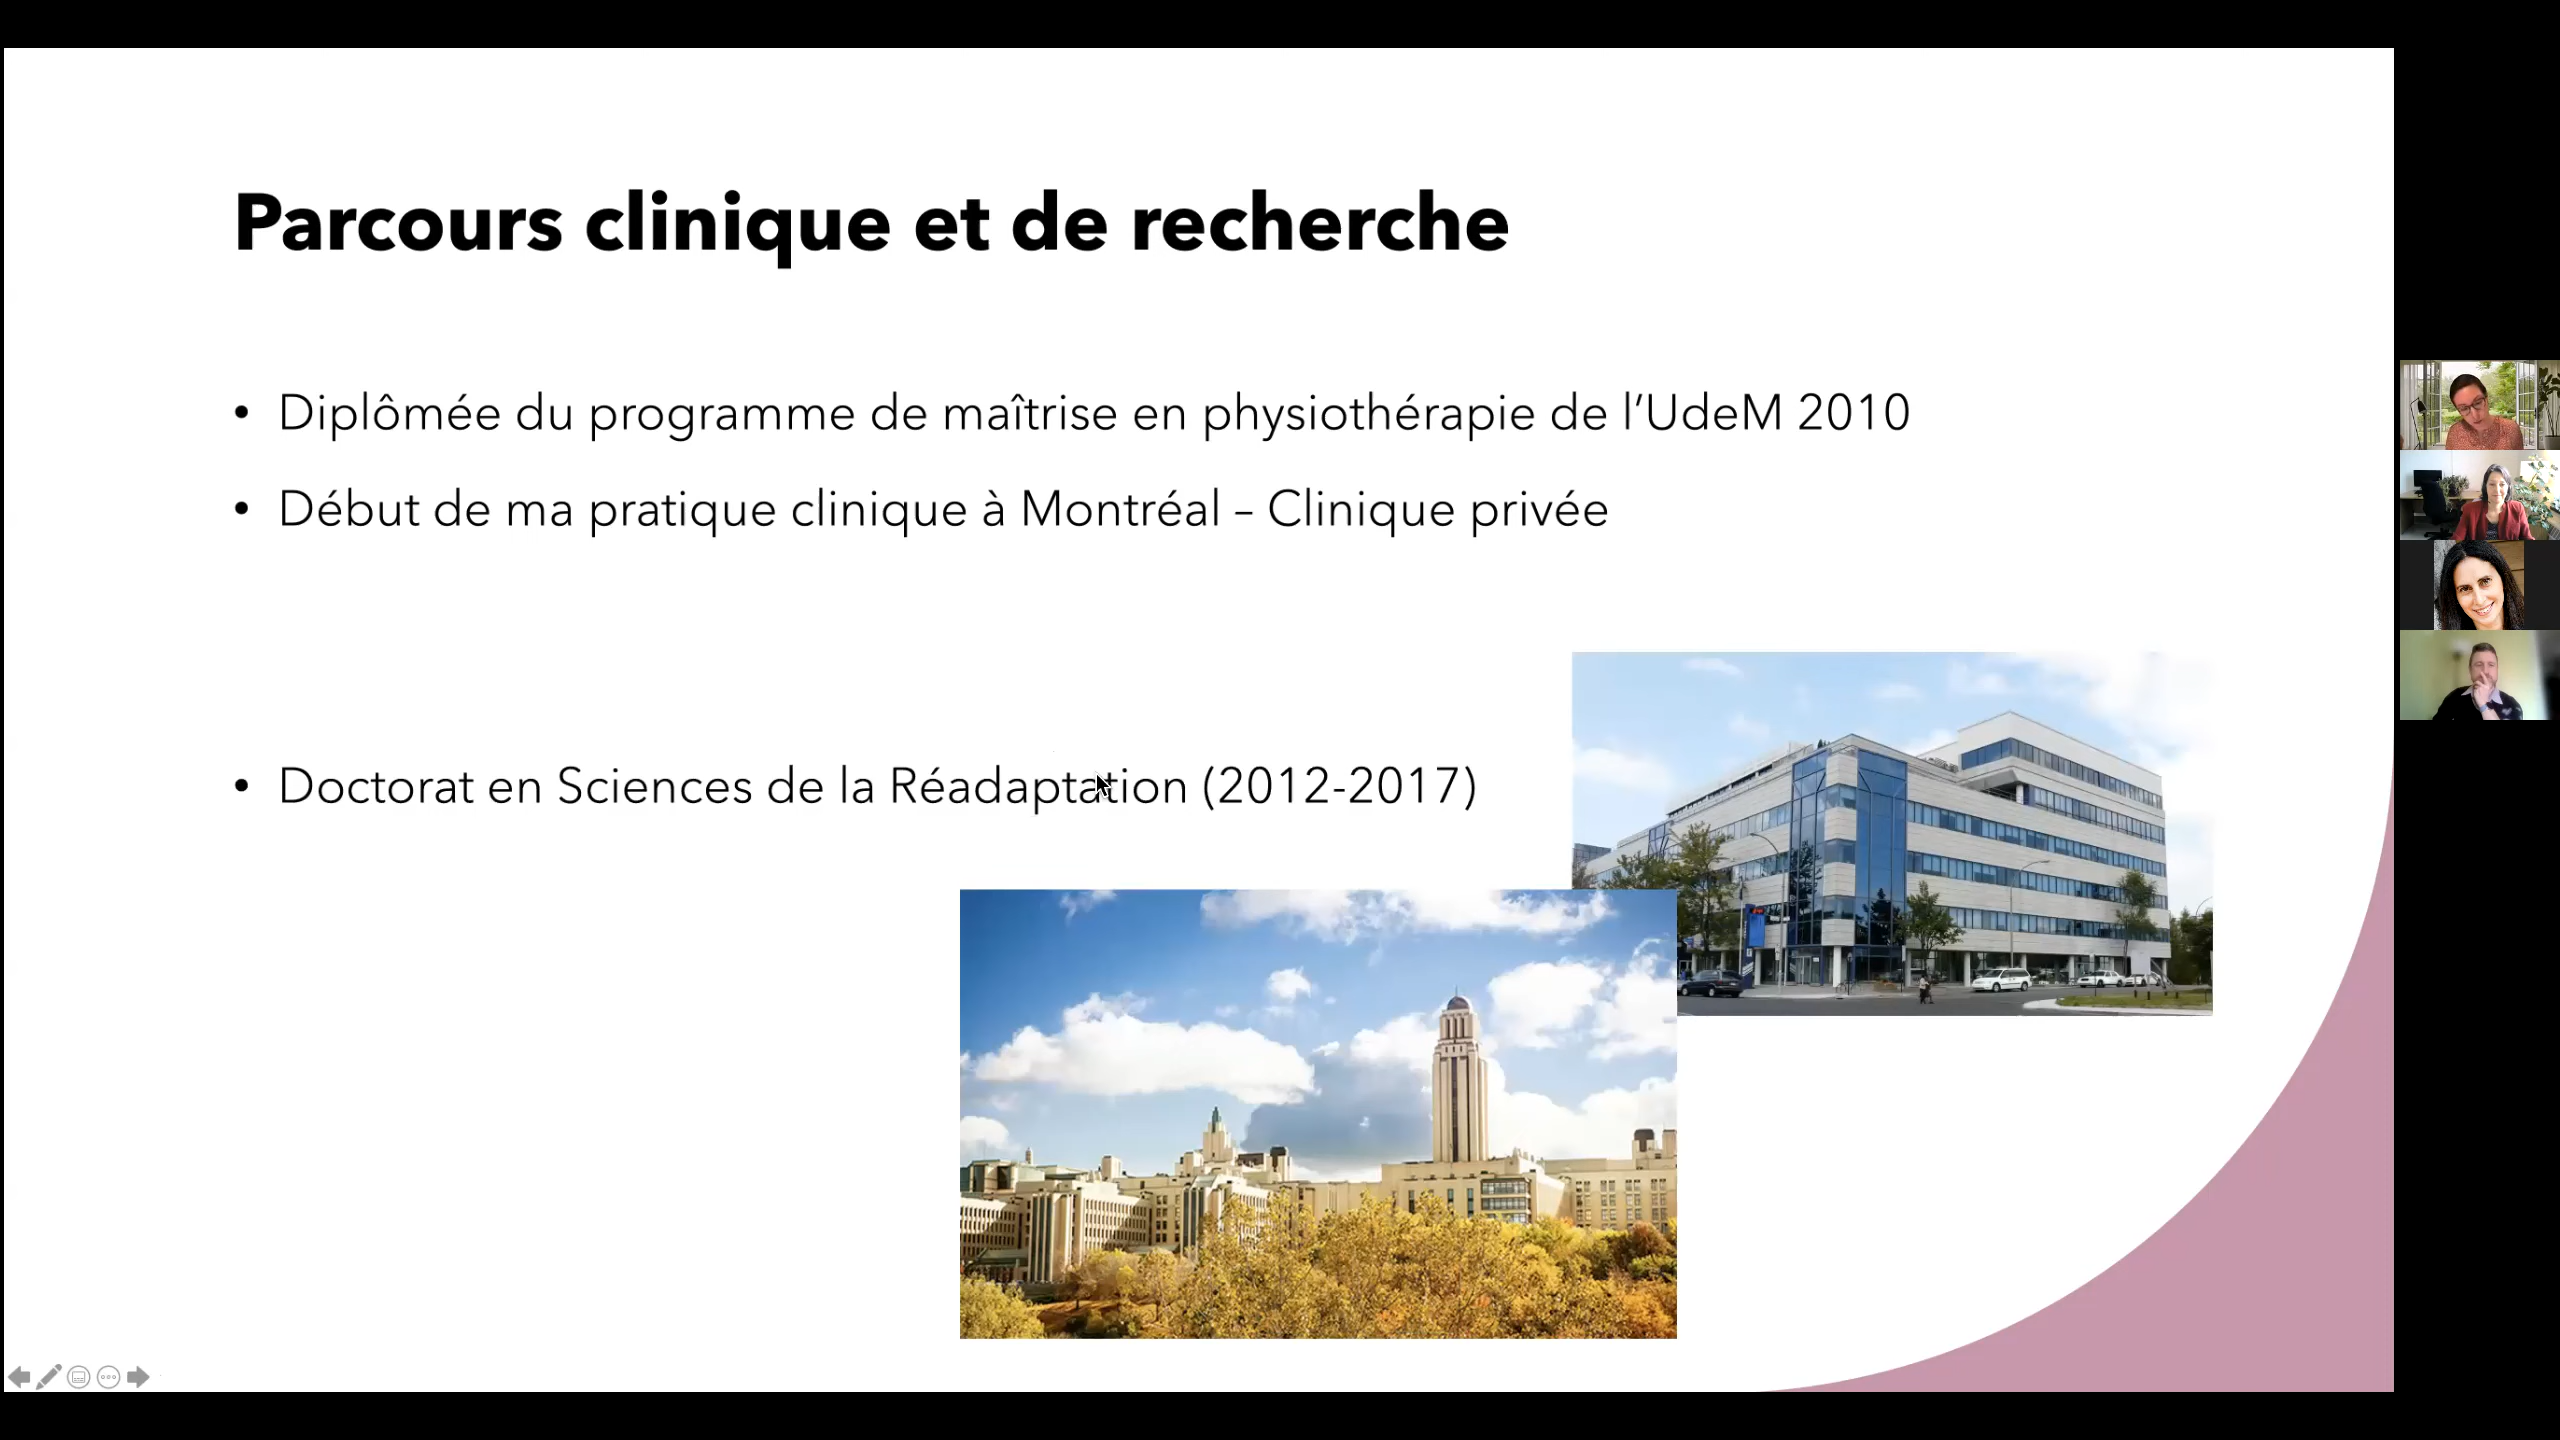 Parcours clinique et de recherche
• Diplômée du programme de maîtrise en physiothérapie de l’UdeM 2010
• Début de ma pratique clinique à Montréal – Clinique privée
• Doctorat en Sciences de la Réadaptation (2012-2017)